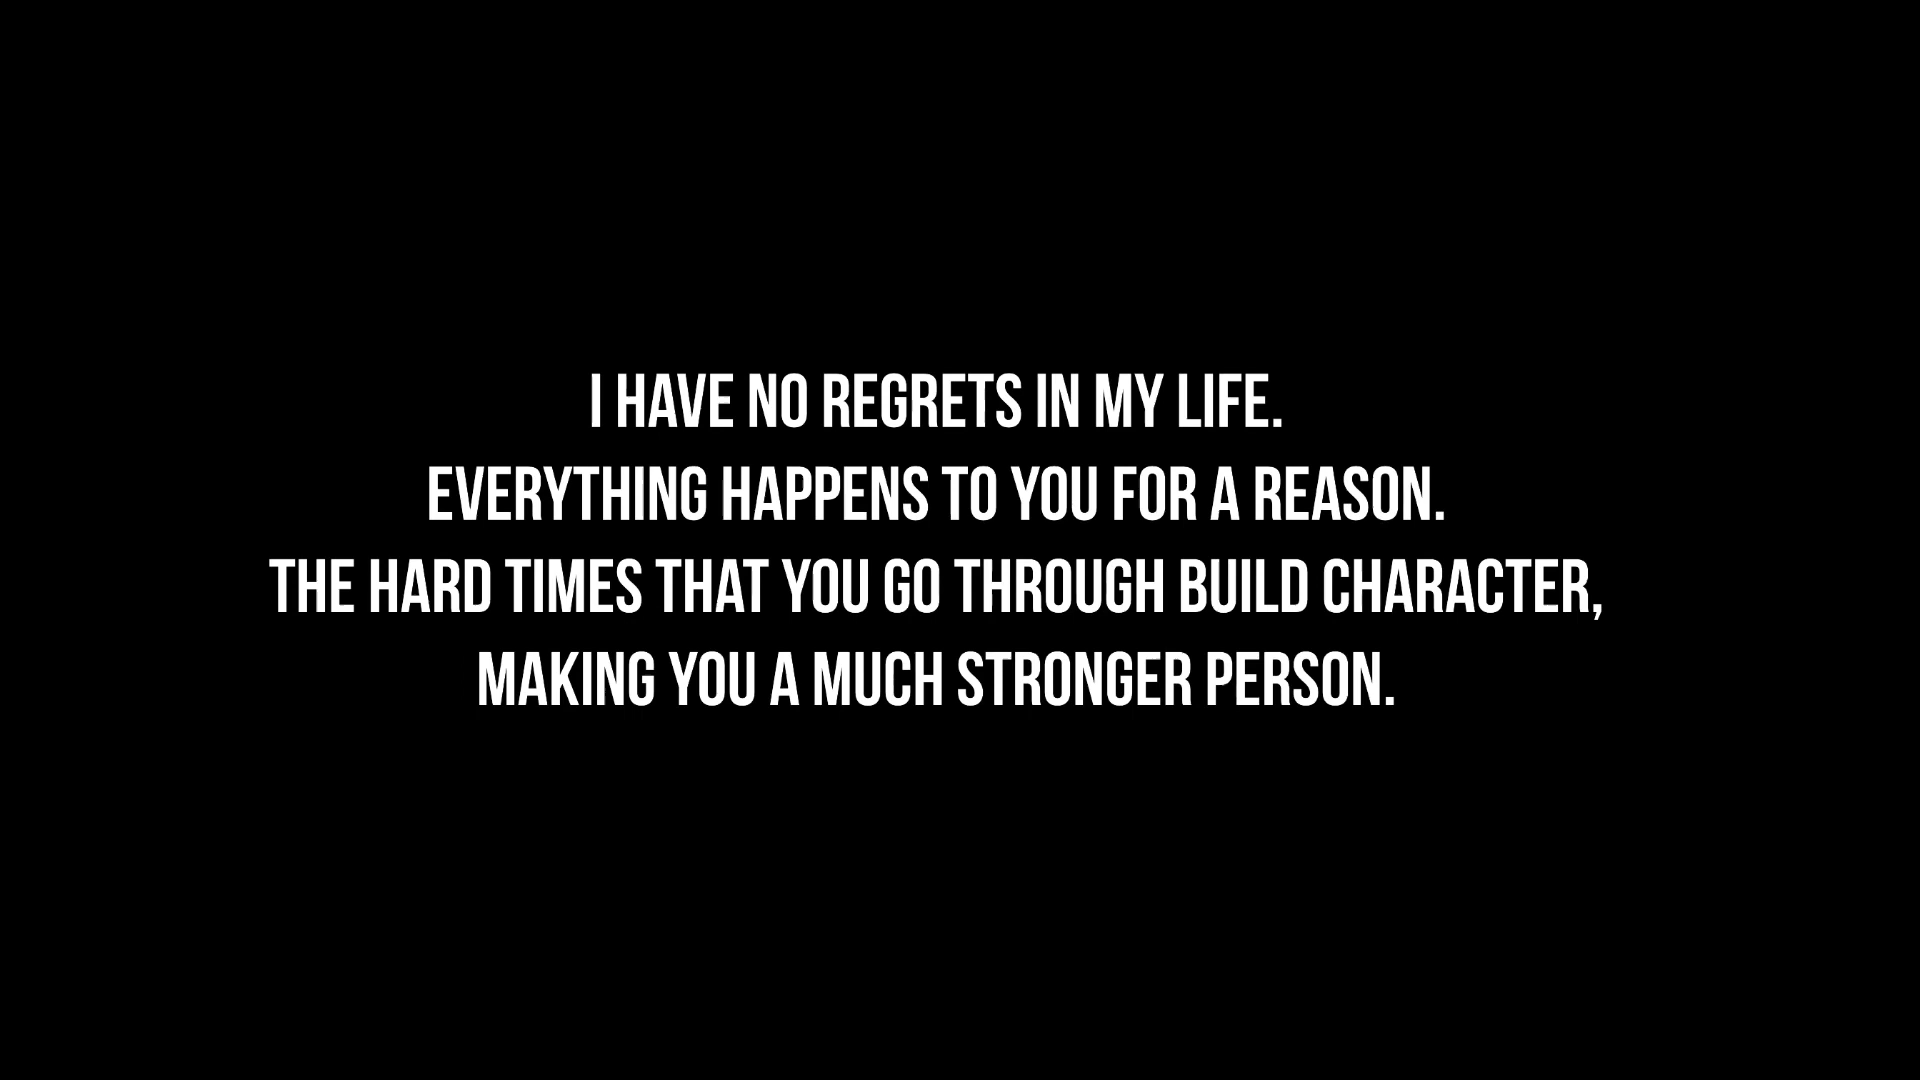 I HAVE NO REGRETS IN MY LIFE.
EVERYTHING HAPPENS TO YOU FOR A REASON.
THE HARD TIMES THAT YOU GO THROUGH BUILD CHARACTER,
MAKING YOU A MUCH STRONGER PERSON.